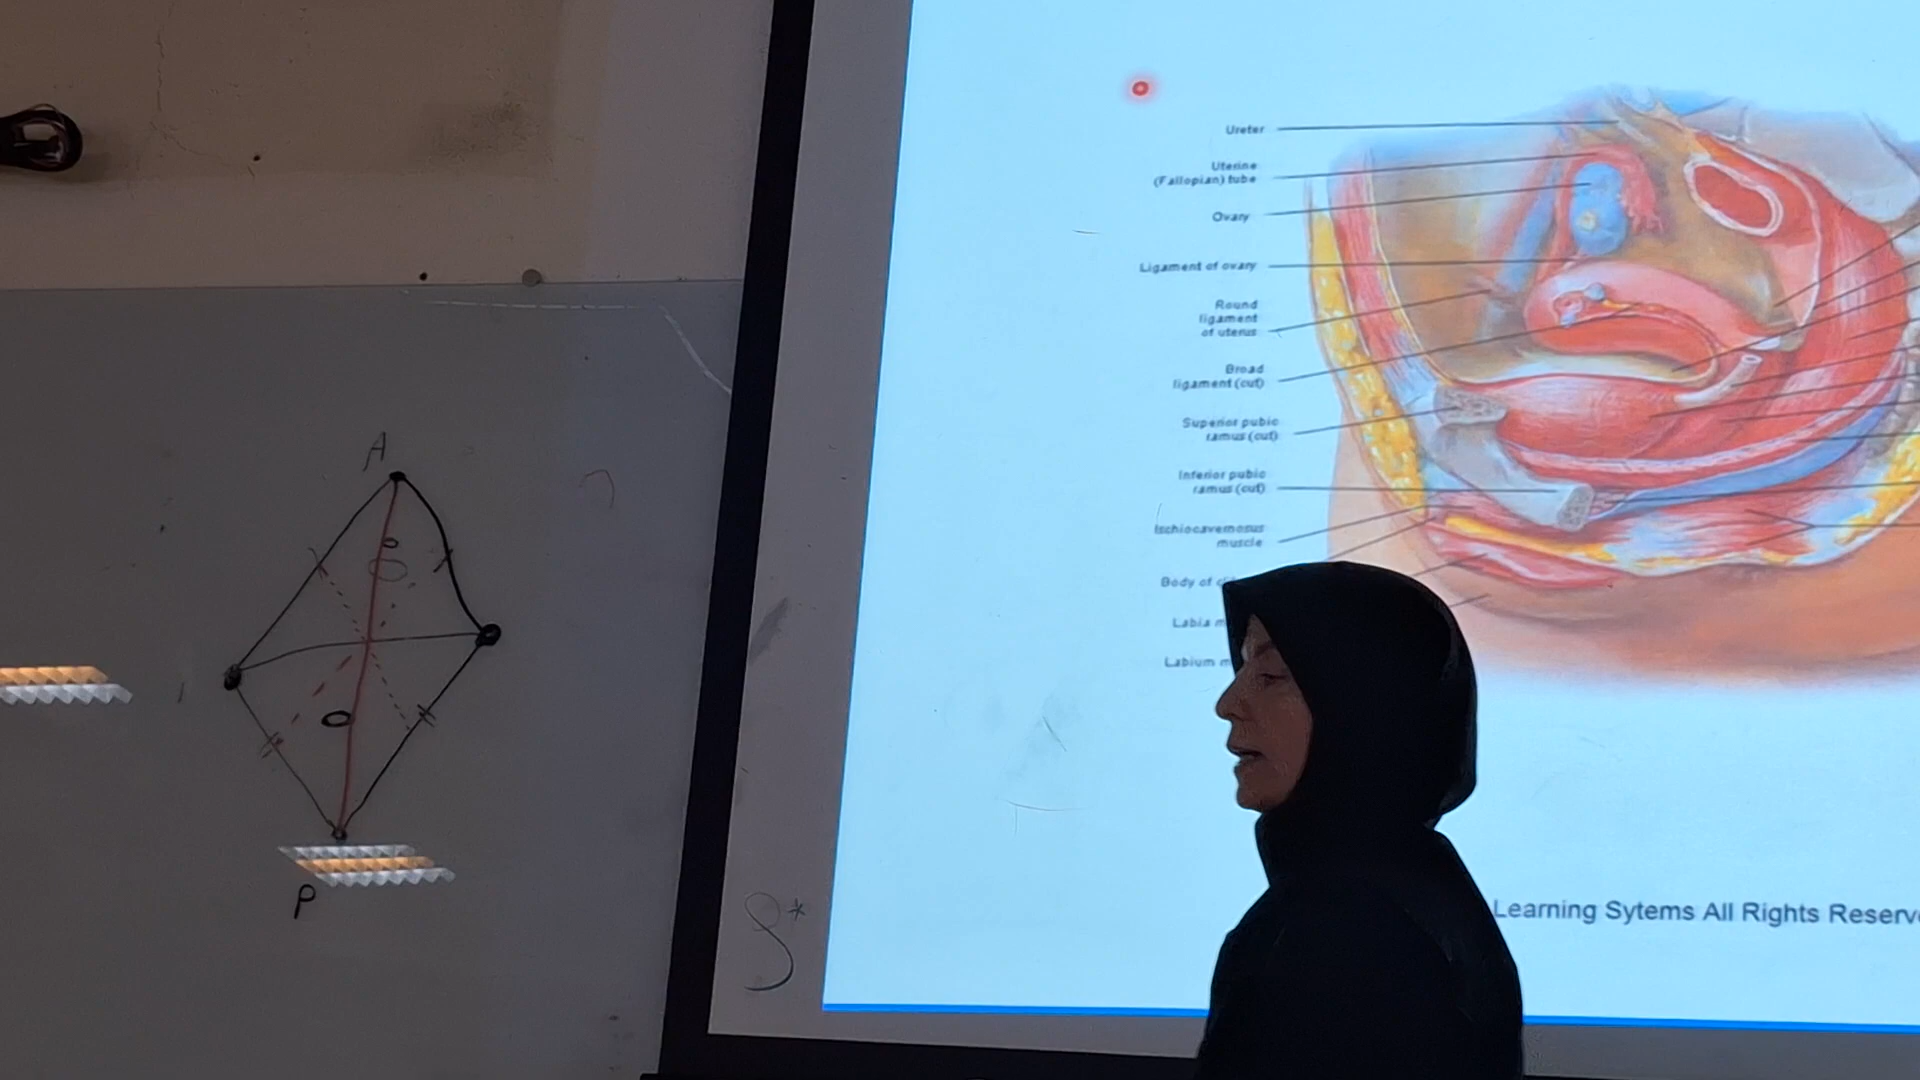 A
P
Ureter
Uterine
(Fallopian) tube
Ovary
Ligament of ovary
Round
ligament
of uterus
Broad
ligament (cut)
Superior pubic
ramus (cut)
Inferior pubic
ramus (cut)
Ischiocavernosus
muscle
Body of
Labia
Labium
Learning Sytems All Rights